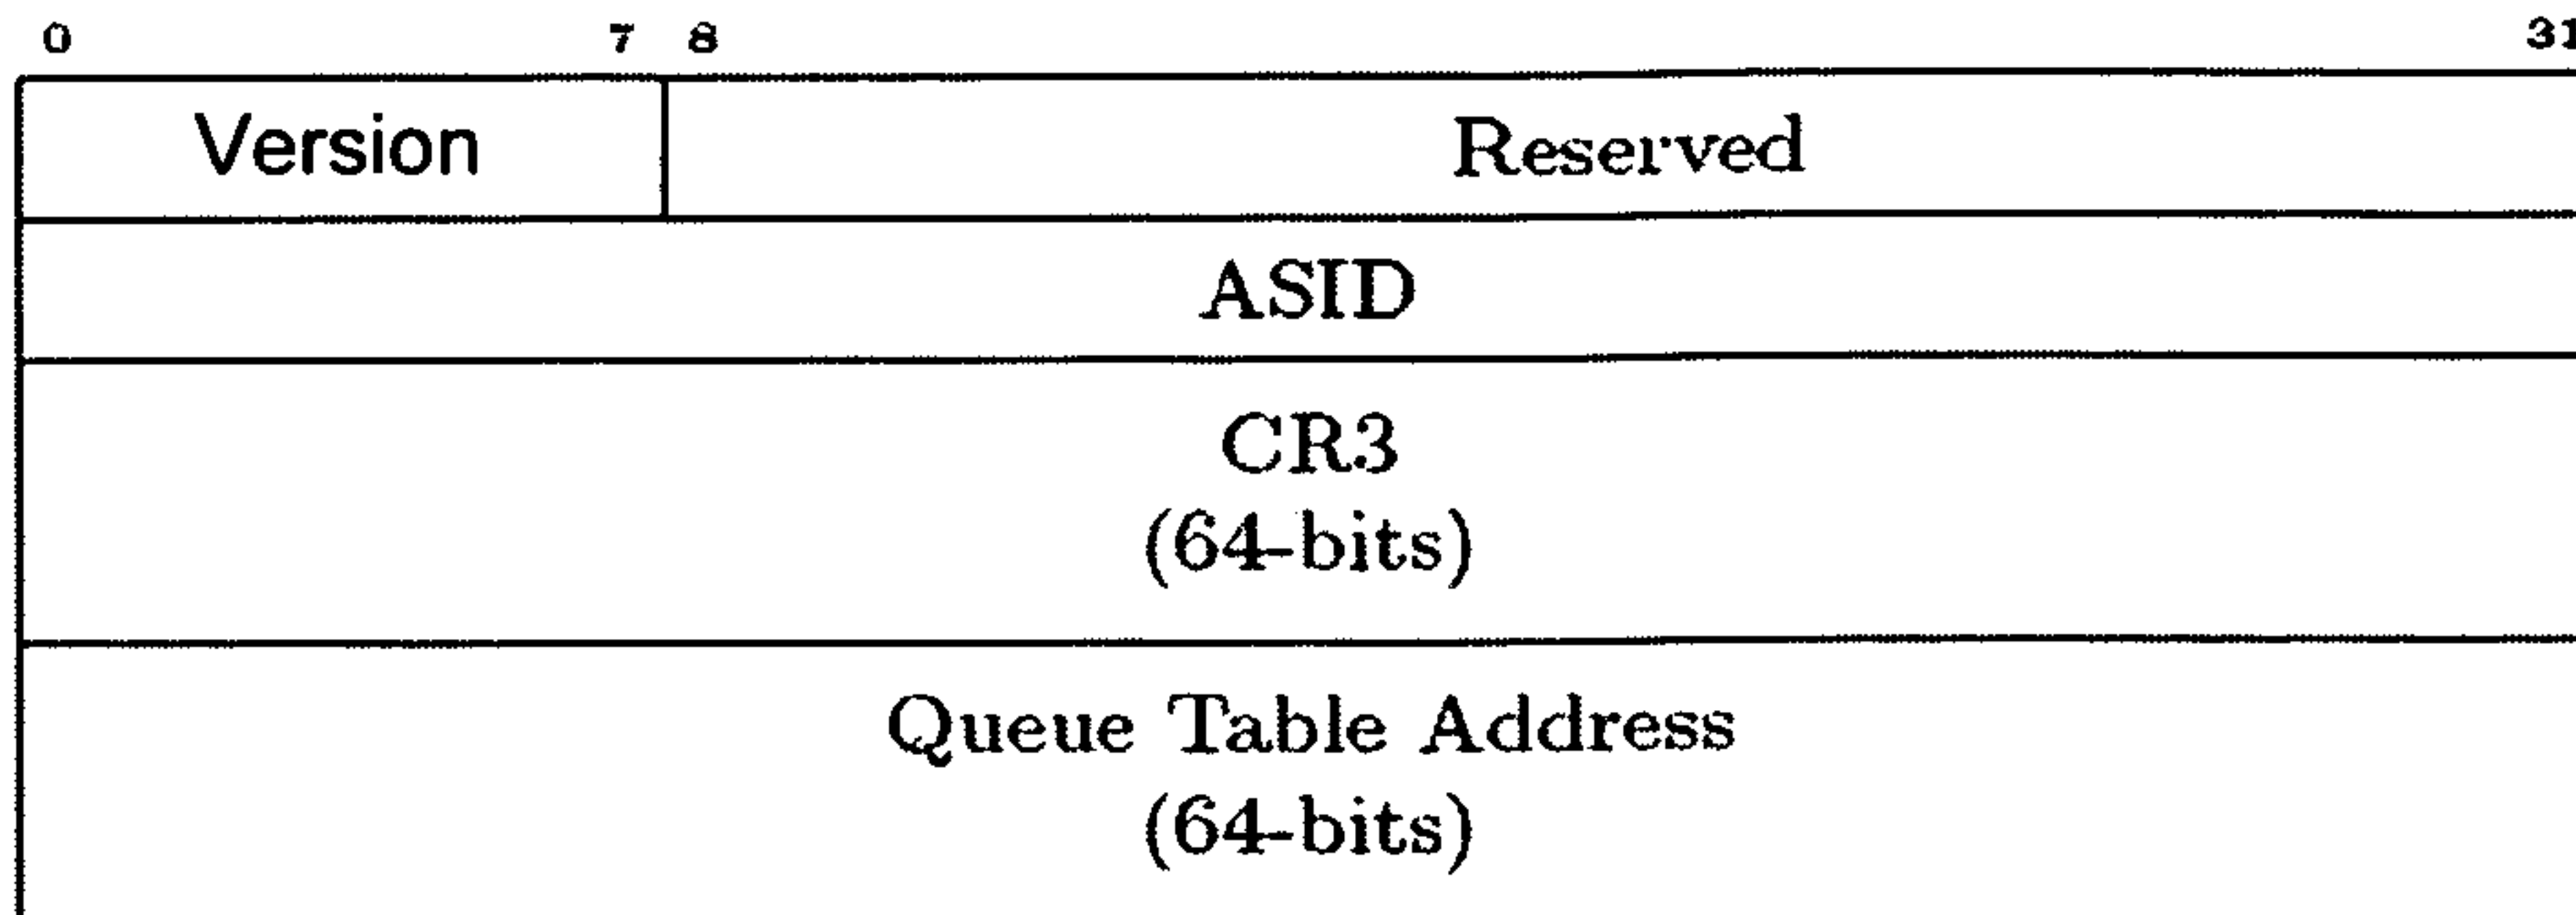 0 7 8 31
Version Reserved
ASID
CR3
(64-bits)
Queue Table Address
(64-bits)